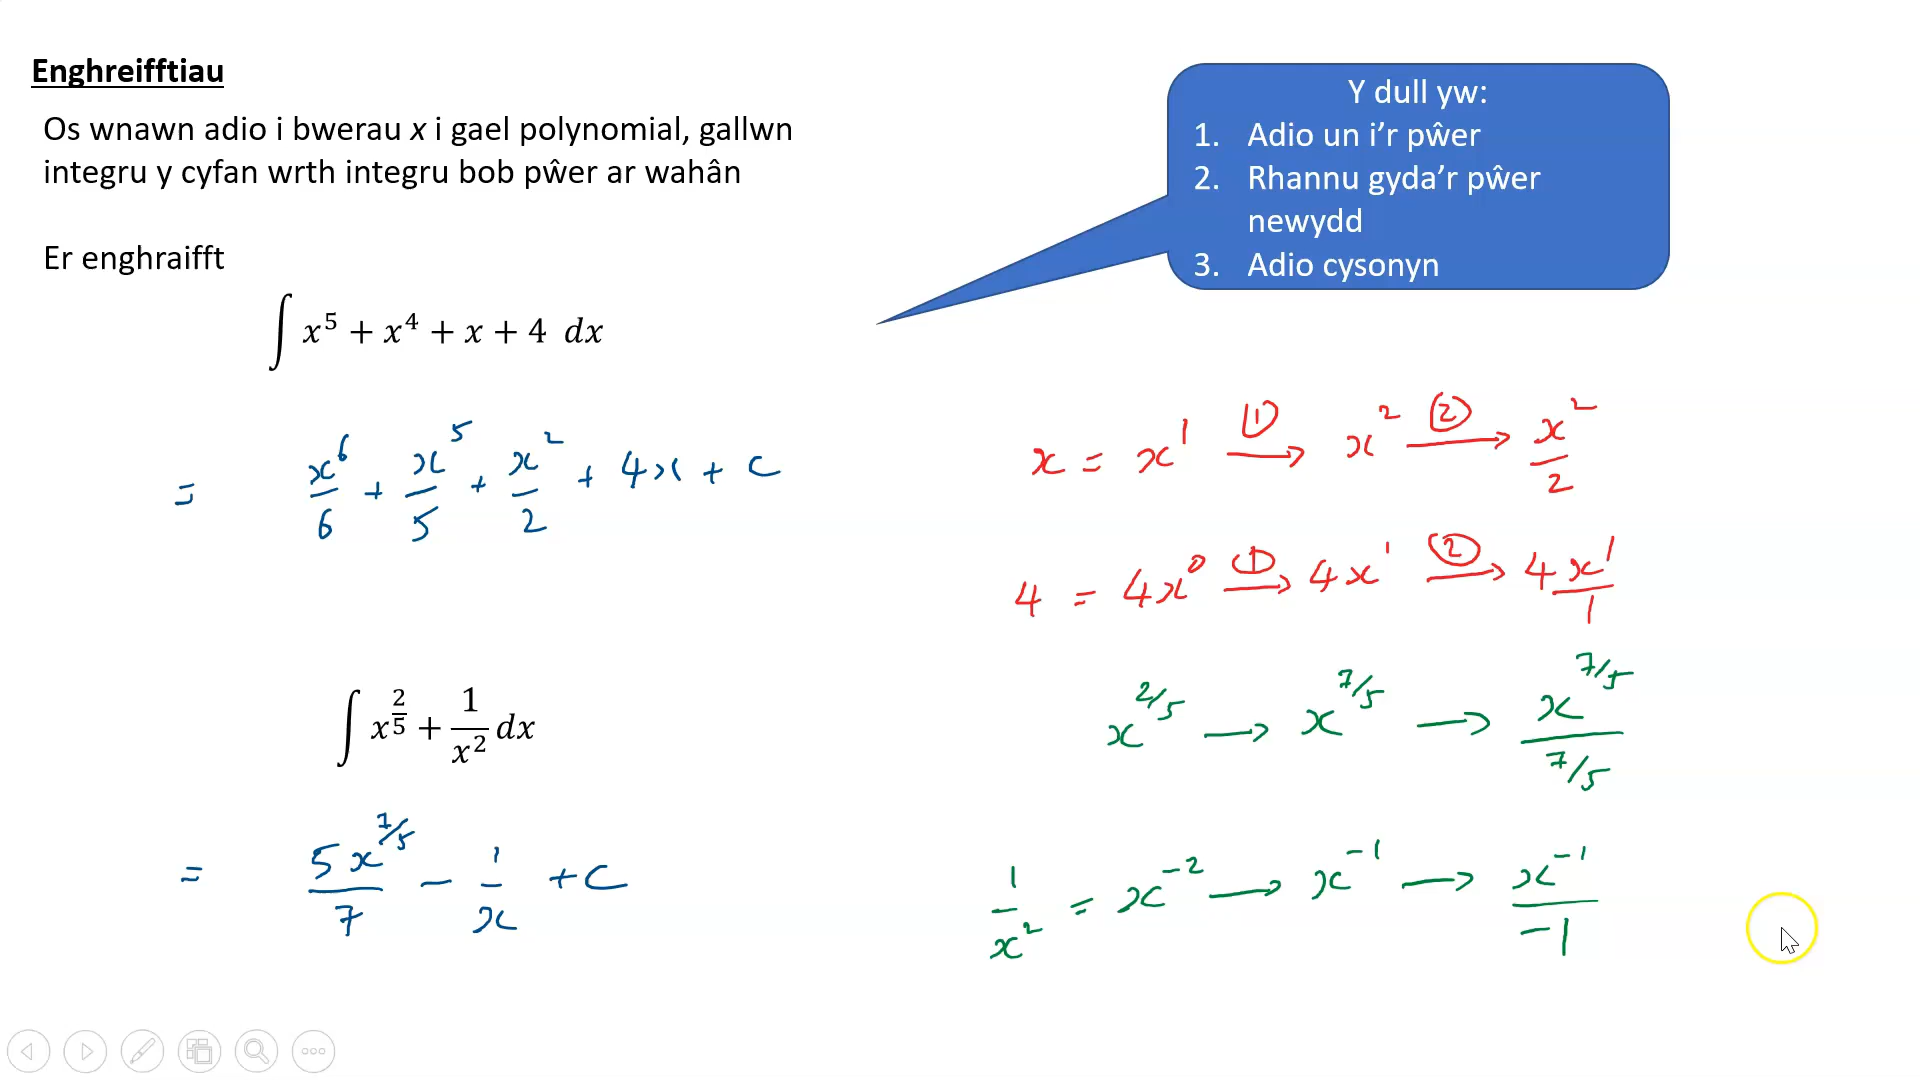 Enghreifftiau
Os wnawn adio i bwerau x i gael polynomial, gallwn
integru y cyfan wrth integru bob pŵer ar wahân
Er enghraifft
∫ x⁵ + x⁴ + x + 4 dx
= x⁶/6 + x⁵/5 + x²/2 + 4x + c
∫ x^(2/5) + 1/x² dx
= 5x^(7/5)/7 − 1/x + c
Y dull yw:
1. Adio un i’r pŵer
2. Rhannu gyda’r pŵer
newydd
3. Adio cysonyn
x = x¹ —①→ x² —②→ x²/2
4 = 4x⁰ —①→ 4x¹ —②→ 4x¹/1
x^(2/5) → x^(7/5) → x^(7/5)/(7/5)
1/x² = x⁻² → x⁻¹ → x⁻¹/−1